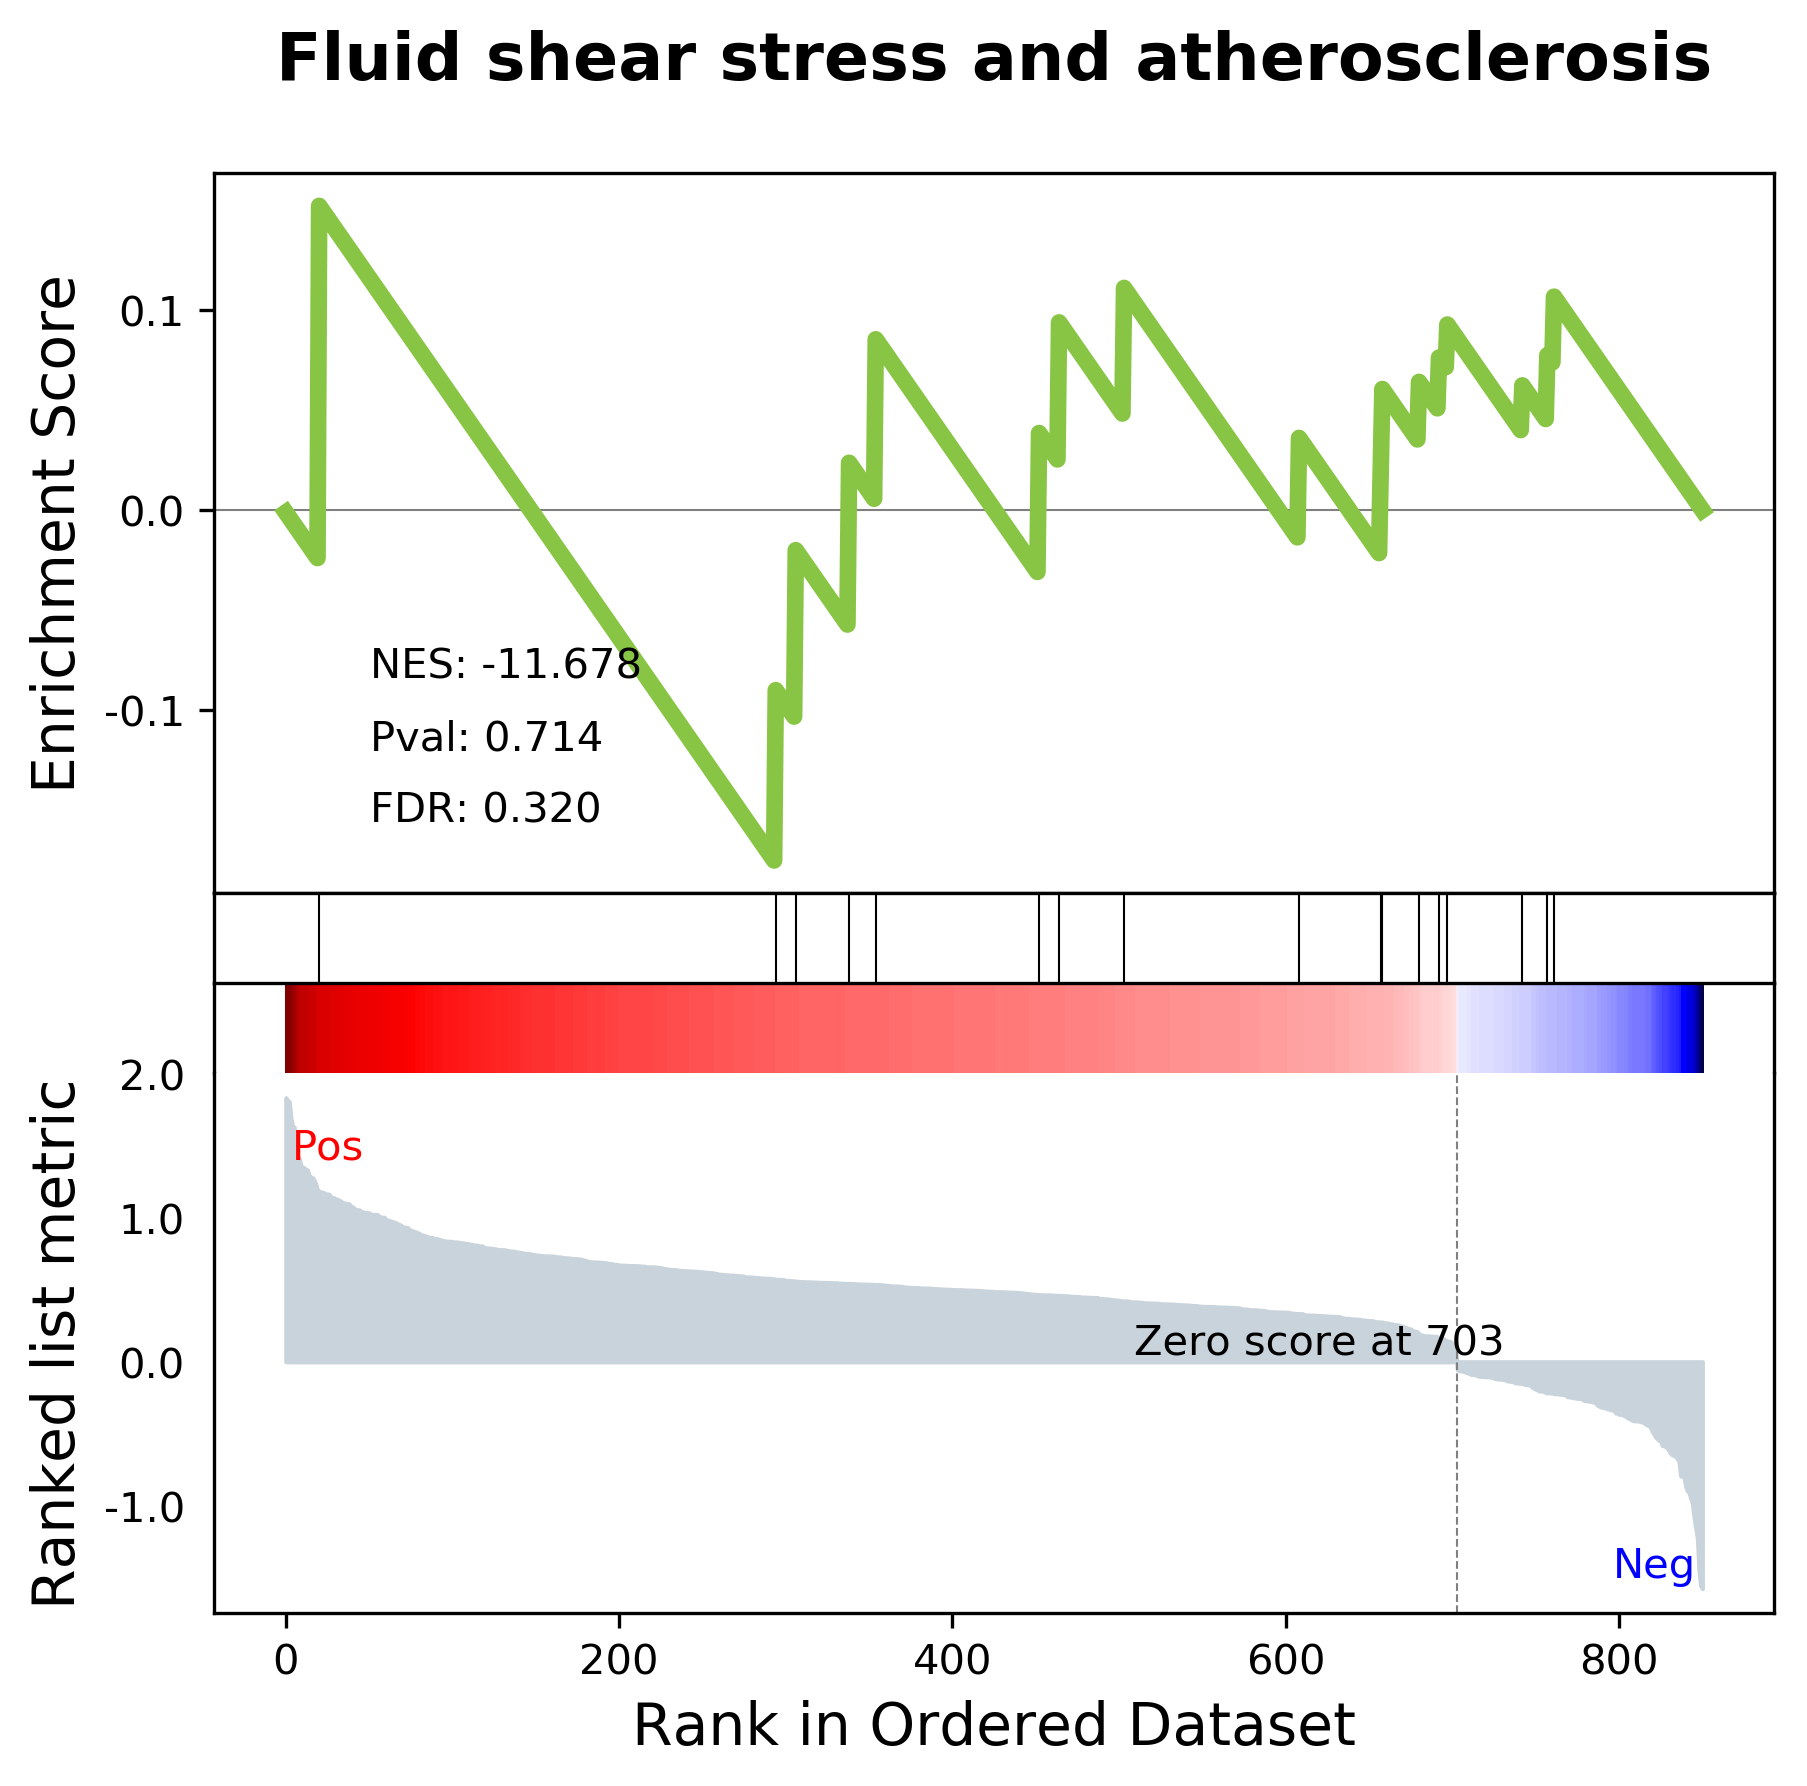 Fluid shear stress and atherosclerosis
Enrichment Score
0.1
0.0
-0.1
NES: -11.678
Pval: 0.714
FDR: 0.320
Ranked list metric
2.0
1.0
0.0
-1.0
Pos
Zero score at 703
Neg
0 200 400 600 800
Rank in Ordered Dataset